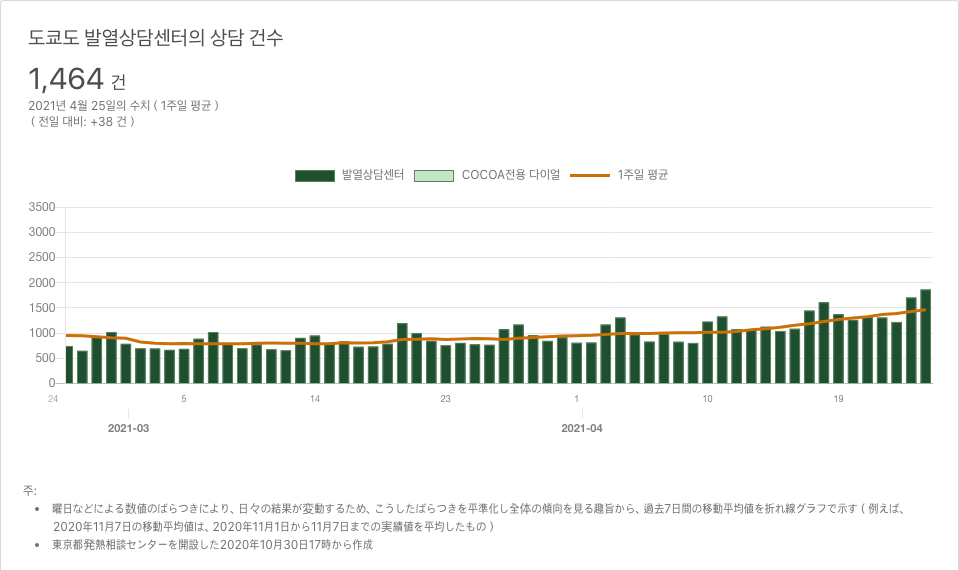 도쿄도 발열상담센터의 상담 건수
1,464 건
2021년 4월 25일의 수치 ( 1주일 평균 )
( 전일 대비: +38 건 )
발열상담센터 COCOA전용 다이얼 1주일 평균
3500
3000
2500
2000
1500
1000
500
0
24 5 14 23 1 10 19
2021-03 2021-04
주:
• 曜日などによる数値のばらつきにより、日々の結果が変動するため、こうしたばらつきを平準化し全体の傾向を見る趣旨から、過去7日間の移動平均値を折れ線グラフで示す ( 例えば、
2020年11月7日の移動平均値は、2020年11月1日から11月7日までの実績値を平均したもの )
• 東京都発熱相談センターを開設した2020年10月30日17時から作成